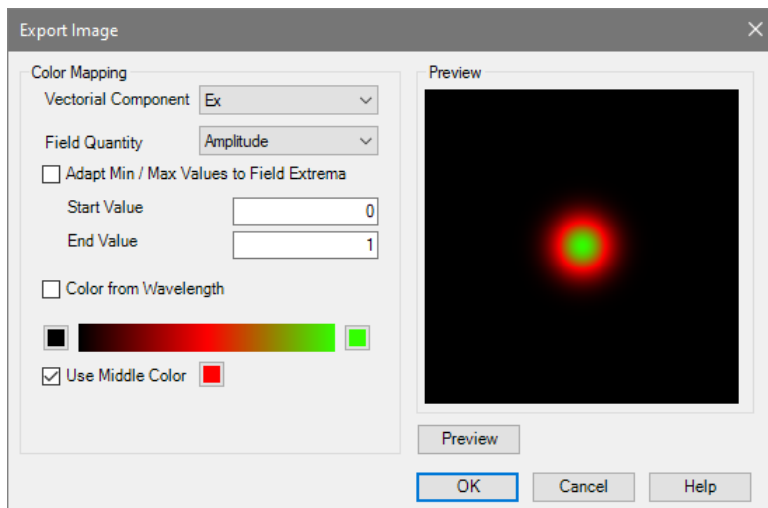 Export Image
Color Mapping
Vectorial Component Ex
Field Quantity Amplitude
Adapt Min / Max Values to Field Extrema
Start Value 0
End Value 1
Color from Wavelength
Use Middle Color
Preview
Preview
OK Cancel Help